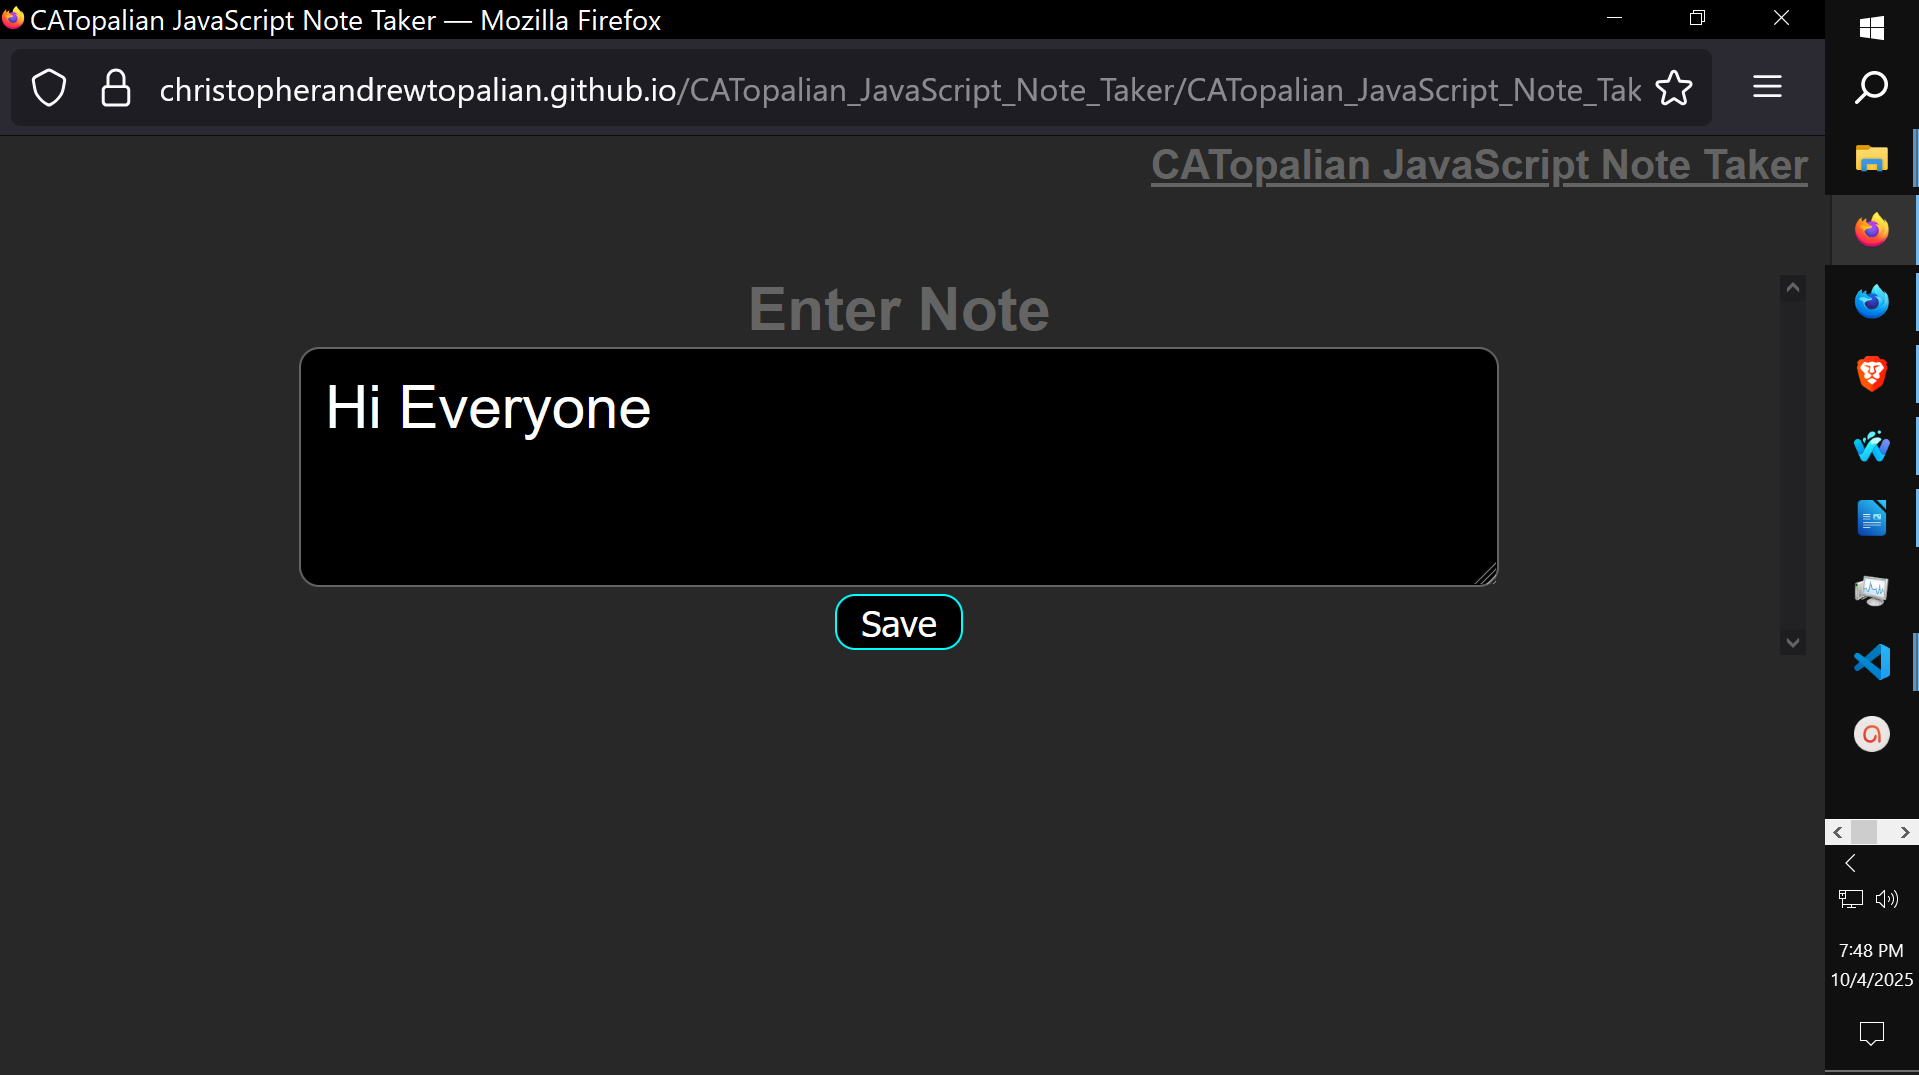 CATopalian JavaScript Note Taker — Mozilla Firefox
christopherandrewtopalian.github.io/CATopalian_JavaScript_Note_Taker/CATopalian_JavaScript_Note_Tak
CATopalian JavaScript Note Taker
Enter Note
Hi Everyone
Save
7:48 PM
10/4/2025